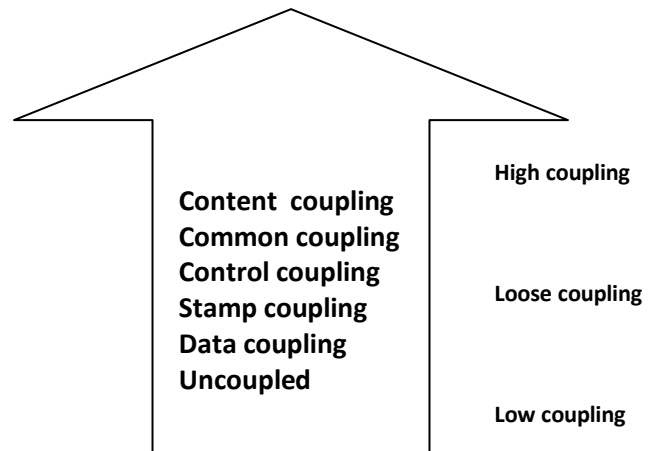 Content coupling
Common coupling
Control coupling
Stamp coupling
Data coupling
Uncoupled
High coupling
Loose coupling
Low coupling